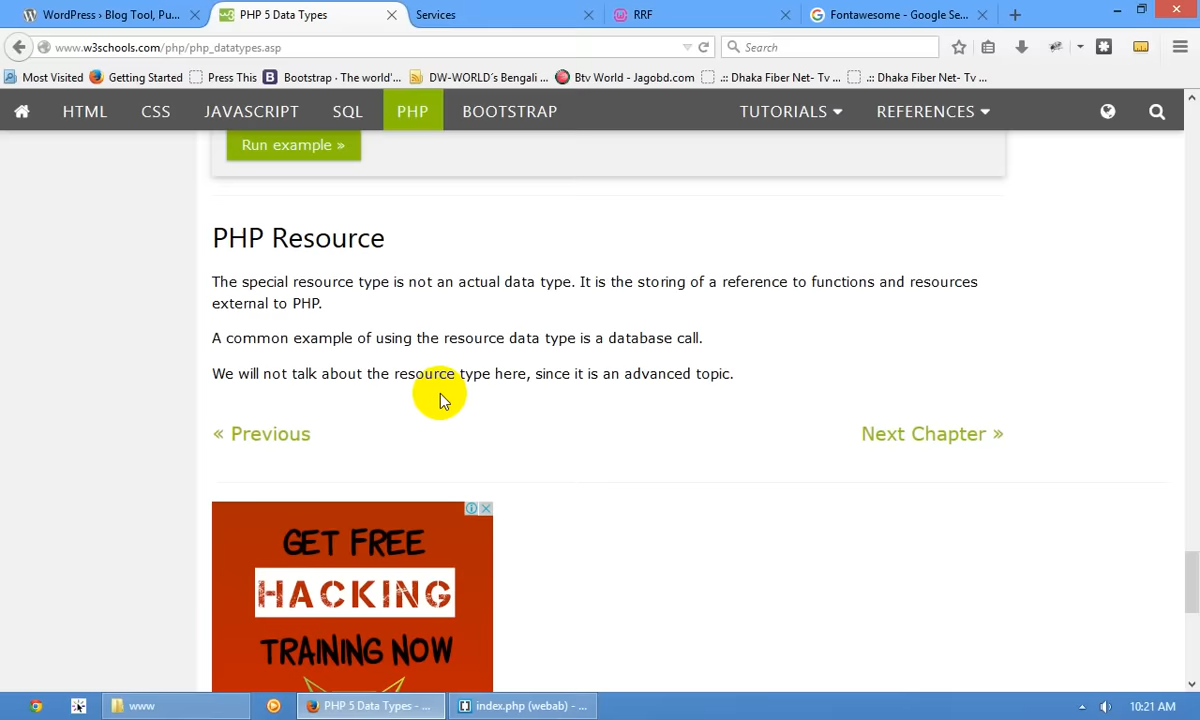 WordPress › Blog Tool, Pu...
PHP 5 Data Types
Services
RRF
Fontawesome - Google Se...
www.w3schools.com/php/php_datatypes.asp
Search
Most Visited
Getting Started
Press This
Bootstrap · The world'...
DW-WORLD´s Bengali ...
Btv World - Jagobd.com
.:: Dhaka Fiber Net- Tv ...
.:: Dhaka Fiber Net- Tv ...
HTML
CSS
JAVASCRIPT
SQL
PHP
BOOTSTRAP
TUTORIALS
REFERENCES
Run example »
PHP Resource
The special resource type is not an actual data type. It is the storing of a reference to functions and resources
external to PHP.
A common example of using the resource data type is a database call.
We will not talk about the resource type here, since it is an advanced topic.
« Previous
Next Chapter »
GET FREE
HACKING
TRAINING NOW
www
PHP 5 Data Types - ...
index.php (webab) - ...
10:21 AM